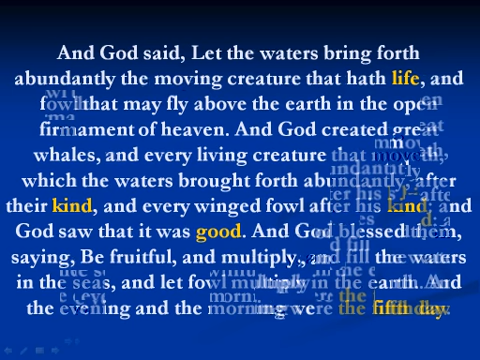 And God said, Let the waters bring forth
abundantly the moving creature that hath life, and
fowl that may fly above the earth in the open
firmament of heaven. And God created great
whales, and every living creature that moveth,
which the waters brought forth abundantly, after
their kind, and every winged fowl after his kind: and
God saw that it was good. And God blessed them,
saying, Be fruitful, and multiply, and fill the waters
in the seas, and let fowl multiply in the earth. And
the evening and the morning were the fifth day.